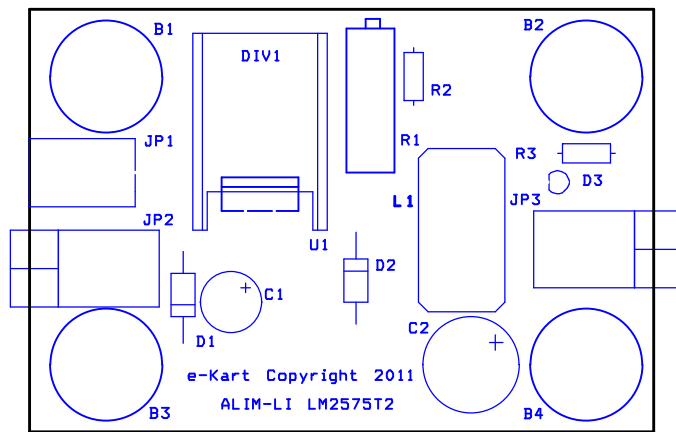 B1
B2
DIV1
R2
JP1
R1
R3
D3
L1
JP3
JP2
U1
D2
C1
C2
D1
e-Kart Copyright 2011
ALIM-LI LM2575T2
B3
B4